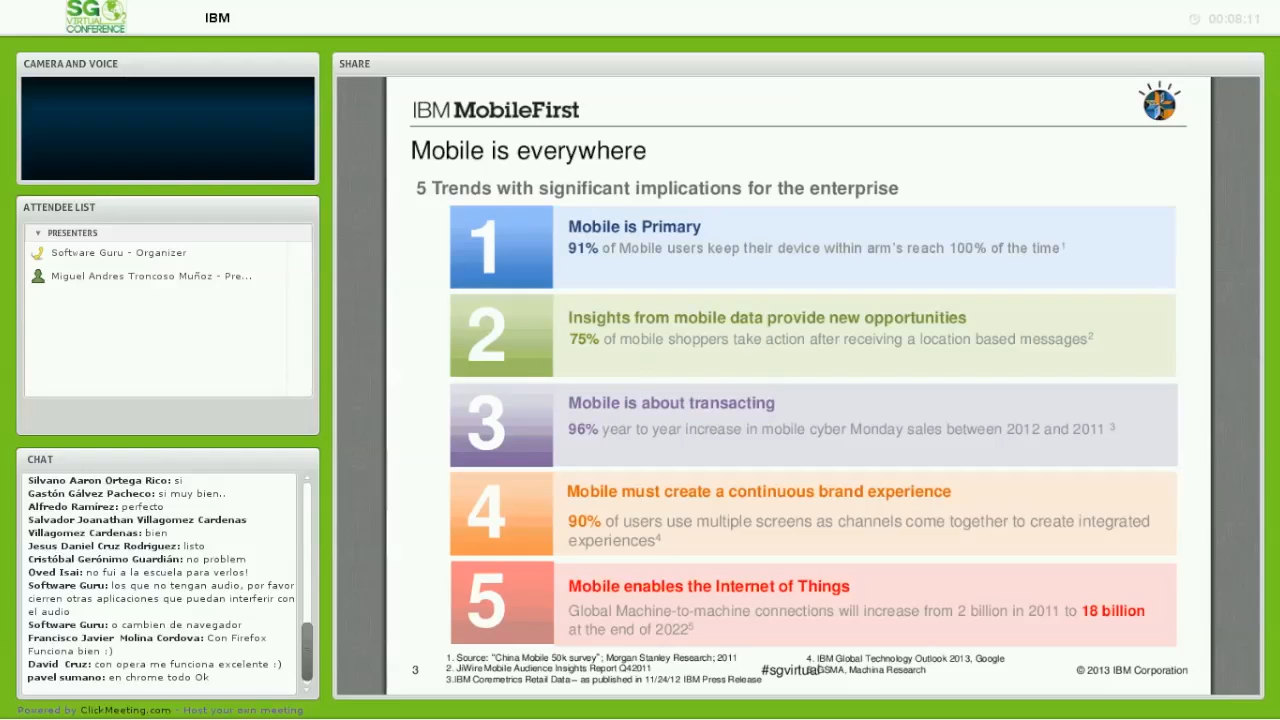 SG
VIRTUAL
CONFERENCE
IBM
00:08:11
CAMERA AND VOICE
ATTENDEE LIST
PRESENTERS
Software Guru - Organizer
Miguel Andres Troncoso Muñoz - Pre...
CHAT
Silvano Aaron Ortega Rico: si
Gastón Gálvez Pacheco: si muy bien..
Alfredo Ramirez: perfecto
Salvador Joanathan Villagomez Cardenas
Villagomez Cardenas: bien
Jesus Daniel Cruz Rodriguez: listo
Cristóbal Gerónimo Guardián: no problem
Oved Isai: no fui a la escuela para verlos!
Software Guru: los que no tengan audio, por favor
cierren otras aplicaciones que puedan interferir con
el audio
Software Guru: o cambien de navegador
Francisco Javier Molina Cordova: Con Firefox
Funciona bien :)
David Cruz: con opera me funciona excelente :)
pavel sumano: en chrome todo Ok
Powered by ClickMeeting.com - Host your own meeting.
SHARE
IBM MobileFirst
Mobile is everywhere
5 Trends with significant implications for the enterprise
1
Mobile is Primary
91% of Mobile users keep their device within arm's reach 100% of the time1
2
Insights from mobile data provide new opportunities
75% of mobile shoppers take action after receiving a location based messages2
3
Mobile is about transacting
96% year to year increase in mobile cyber Monday sales between 2012 and 2011 3
4
Mobile must create a continuous brand experience
90% of users use multiple screens as channels come together to create integrated
experiences4
5
Mobile enables the Internet of Things
Global Machine-to-machine connections will increase from 2 billion in 2011 to 18 billion
at the end of 20225
3
1. Source: "China Mobile 50k survey"; Morgan Stanley Research; 2011
2. JiWire Mobile Audience Insights Report Q42011
3.IBM Coremetrics Retail Data – as published in 11/24/12 IBM Press Release
4. IBM Global Technology Outlook 2013, Google
GSMA, Machina Research
#sgvirtual
© 2013 IBM Corporation